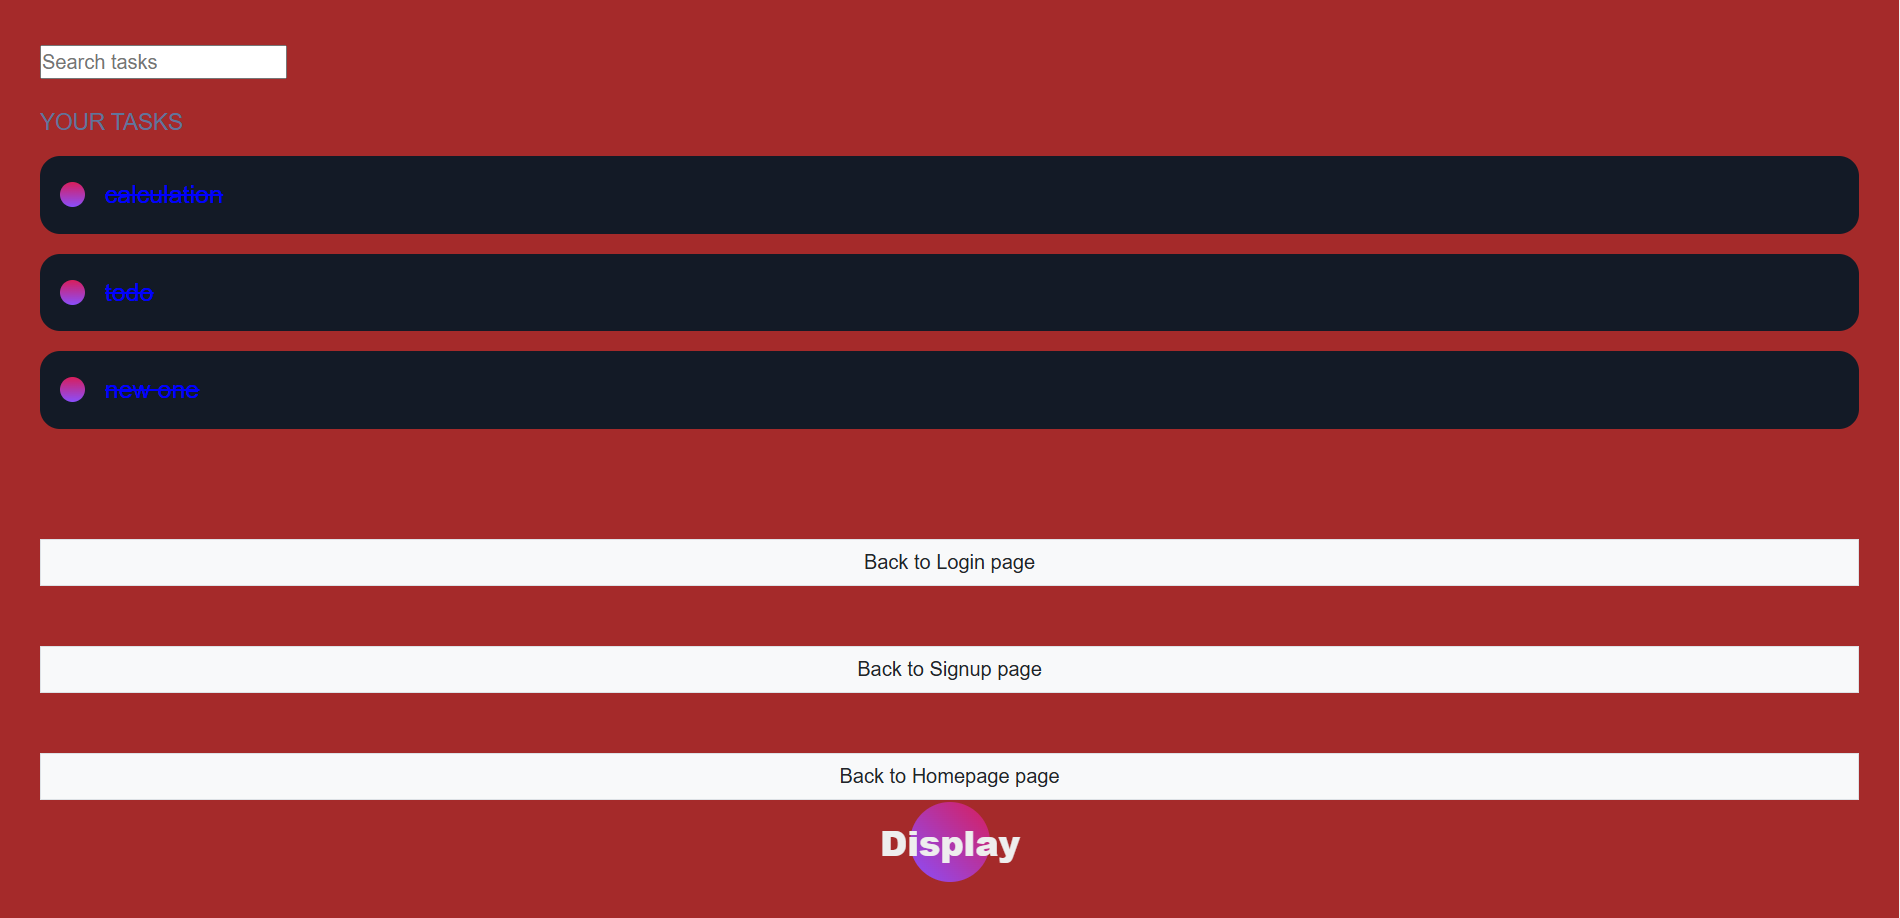 Search tasks
YOUR TASKS
calculation
todo
new one
Back to Login page
Back to Signup page
Back to Homepage page
Display